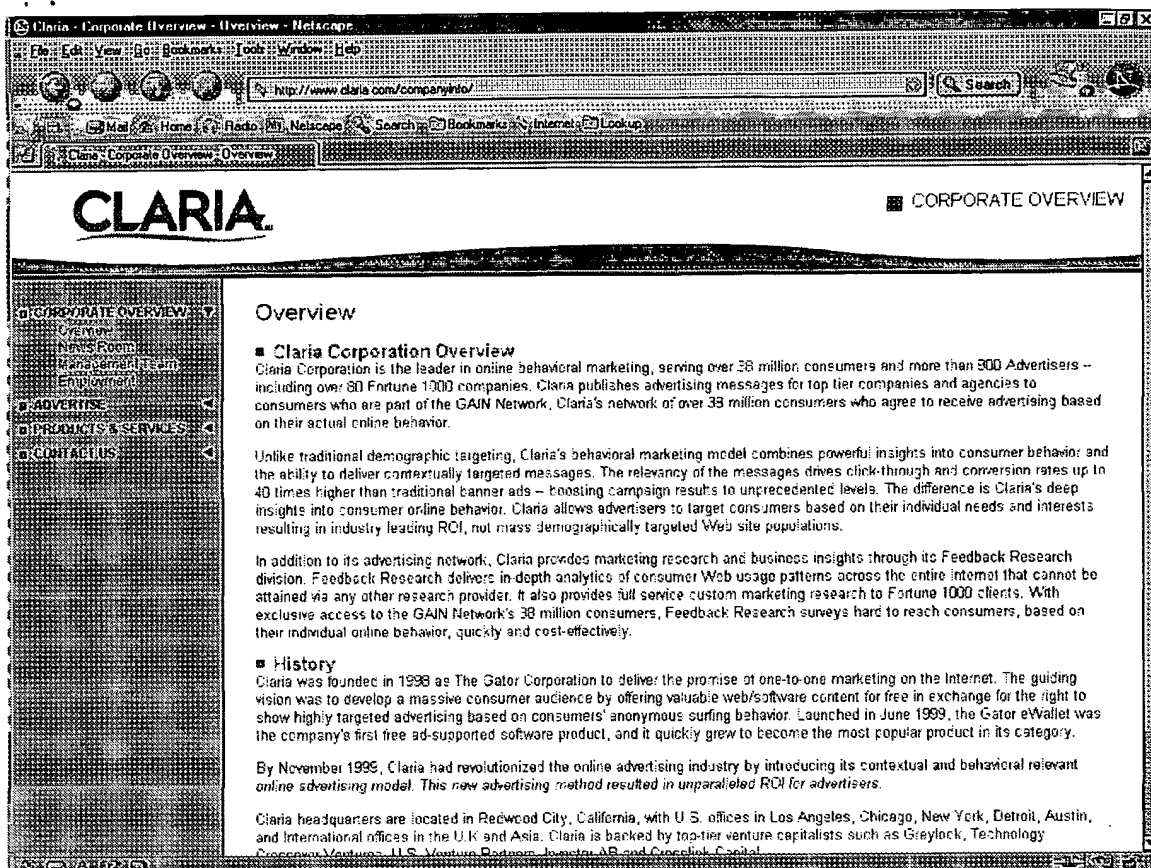 Claria - Corporate Overview - Overview - Netscape
File Edit View Go Bookmarks Tools Window Help
http://www.claria.com/companyinfo/ Search
Mail Home Radio Netscape Search Bookmarks Internet Lookup
Claria - Corporate Overview - Overview
CLARIA
CORPORATE OVERVIEW
CORPORATE OVERVIEW
Overview
News Room
Management Team
Employment
ADVERTISE
PRODUCTS & SERVICES
CONTACT US
Overview
Claria Corporation Overview
Claria Corporation is the leader in online behavioral marketing, serving over 38 million consumers and more than 900 Advertisers --
including over 80 Fortune 1000 companies. Claria publishes advertising messages for top tier companies and agencies to
consumers who are part of the GAIN Network, Claria's network of over 38 million consumers who agree to receive advertising based
on their actual online behavior.
Unlike traditional demographic targeting, Claria's behavioral marketing model combines powerful insights into consumer behavior and
the ability to deliver contextually targeted messages. The relevancy of the messages drives click-through and conversion rates up to
40 times higher than traditional banner ads -- boosting campaign results to unprecedented levels. The difference is Claria's deep
insights into consumer online behavior. Claria allows advertisers to target consumers based on their individual needs and interests
resulting in industry leading ROI, not mass demographically targeted Web site populations.
In addition to its advertising network, Claria provides marketing research and business insights through its Feedback Research
division. Feedback Research delivers in-depth analytics of consumer Web usage patterns across the entire Internet that cannot be
attained via any other research provider. It also provides full service custom marketing research to Fortune 1000 clients. With
exclusive access to the GAIN Network's 38 million consumers, Feedback Research surveys hard to reach consumers, based on
their individual online behavior, quickly and cost-effectively.
History
Claria was founded in 1998 as The Gator Corporation to deliver the promise of one-to-one marketing on the Internet. The guiding
vision was to develop a massive consumer audience by offering valuable web/software content for free in exchange for the right to
show highly targeted advertising based on consumers' anonymous surfing behavior. Launched in June 1999, the Gator eWallet was
the company's first free ad-supported software product, and it quickly grew to become the most popular product in its category.
By November 1999, Claria had revolutionized the online advertising industry by introducing its contextual and behavioral relevant
online advertising model. This new advertising method resulted in unparalleled ROI for advertisers.
Claria headquarters are located in Redwood City, California, with U.S. offices in Los Angeles, Chicago, New York, Detroit, Austin,
and International offices in the U.K and Asia. Claria is backed by top-tier venture capitalists such as Greylock, Technology
Crossover Ventures, U.S. Venture Partners, Investor AB and Crosslink Capital.